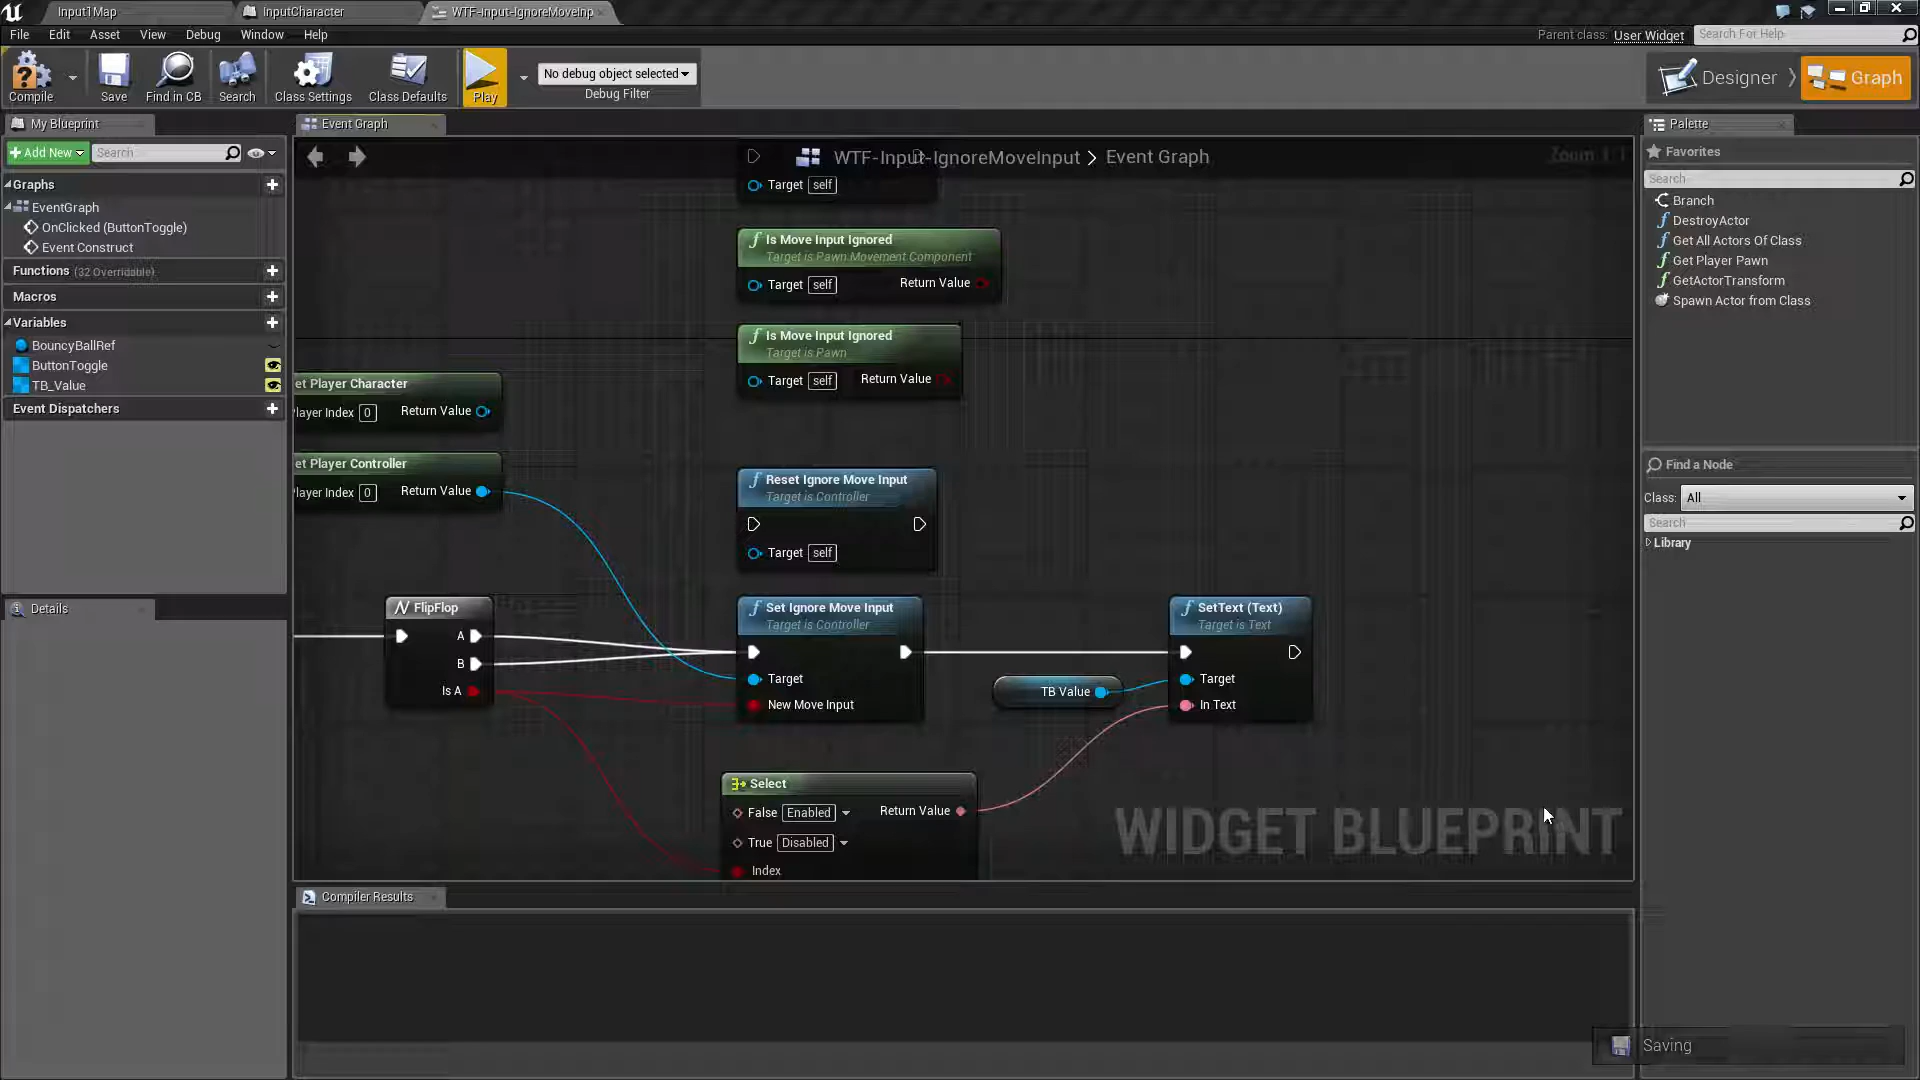 Input1Map
InputCharacter
WTF-Input-IgnoreMoveInp
File Edit Asset View Debug Window Help
Parent class: User Widget
Search For Help
Compile
Save
Find in CB
Search
Class Settings
Class Defaults
Play
No debug object selected
Debug Filter
Designer
Graph
My Blueprint
Add New
Search
Graphs
EventGraph
OnClicked (ButtonToggle)
Event Construct
Functions (32 Overridable)
Macros
Variables
BouncyBallRef
ButtonToggle
TB_Value
Event Dispatchers
Details
Event Graph
WTF-Input-IgnoreMoveInput > Event Graph
Zoom 1:1
Target self
Is Move Input Ignored
Target is Pawn Movement Component
Target self Return Value
Is Move Input Ignored
Target is Pawn
Target self Return Value
et Player Character
layer Index 0 Return Value
et Player Controller
layer Index 0 Return Value
Reset Ignore Move Input
Target is Controller
Target self
FlipFlop
A
B
Is A
Set Ignore Move Input
Target is Controller
Target
New Move Input
TB Value
SetText (Text)
Target is Text
Target
In Text
Select
False Enabled Return Value
True Disabled
Index
WIDGET BLUEPRINT
Compiler Results
Palette
Favorites
Search
Branch
DestroyActor
Get All Actors Of Class
Get Player Pawn
GetActorTransform
Spawn Actor from Class
Find a Node
Class: All
Search
Library
Saving